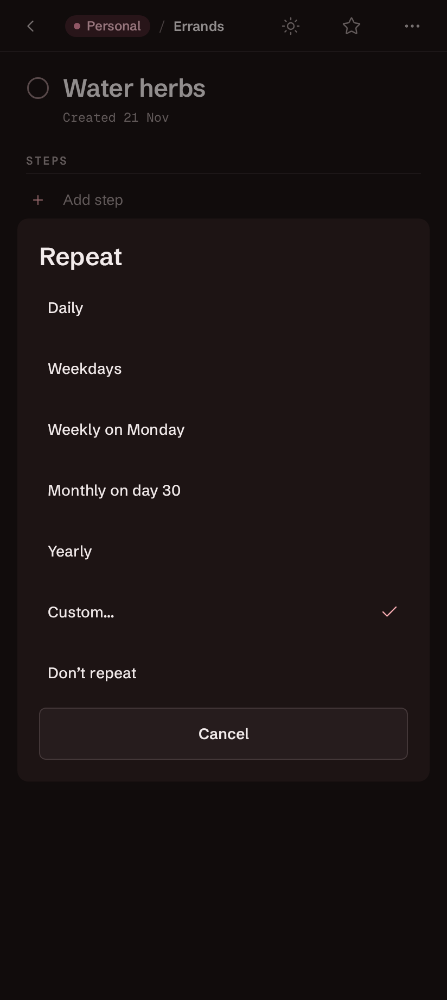 Personal / Errands
Water herbs
Created 21 Nov
STEPS
+ Add step
Repeat
Daily
Weekdays
Weekly on Monday
Monthly on day 30
Yearly
Custom…
Don’t repeat
Cancel